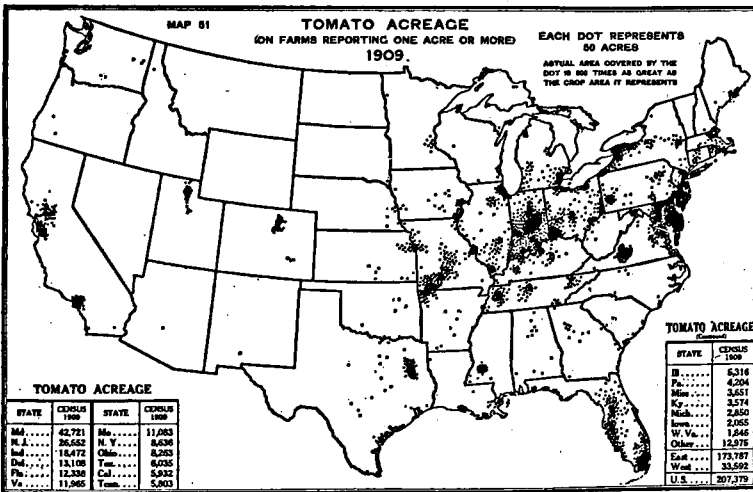 MAP 51
TOMATO ACREAGE
(ON FARMS REPORTING ONE ACRE OR MORE)
1909
EACH DOT REPRESENTS
50 ACRES
ACTUAL AREA COVERED BY THE
DOT IS 800 TIMES AS GREAT AS
THE CROP AREA IT REPRESENTS
TOMATO ACREAGE
STATE CENSUS 1909 STATE CENSUS 1909
Md..... 42,721 Mo..... 11,083
N. J..... 26,552 N. Y..... 8,636
Ind..... 18,472 Ohio..... 8,253
Del..... 13,108 Tex..... 6,035
Fla..... 12,338 Cal..... 5,932
Va..... 11,965 Tenn..... 5,803
TOMATO ACREAGE
(Continued)
STATE CENSUS 1909
Ill..... 5,316
Pa..... 4,204
Miss..... 3,651
Ky..... 3,574
Mich..... 2,850
Iowa..... 2,055
W. Va..... 1,846
Other..... 12,975
East..... 173,787
West..... 33,592
U. S..... 207,379